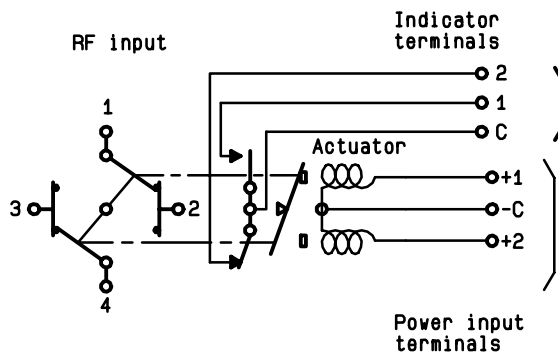 Indicator
terminals
RF input
2
1
C
1
Actuator
+1
3
2
-C
+2
4
Power input
terminals